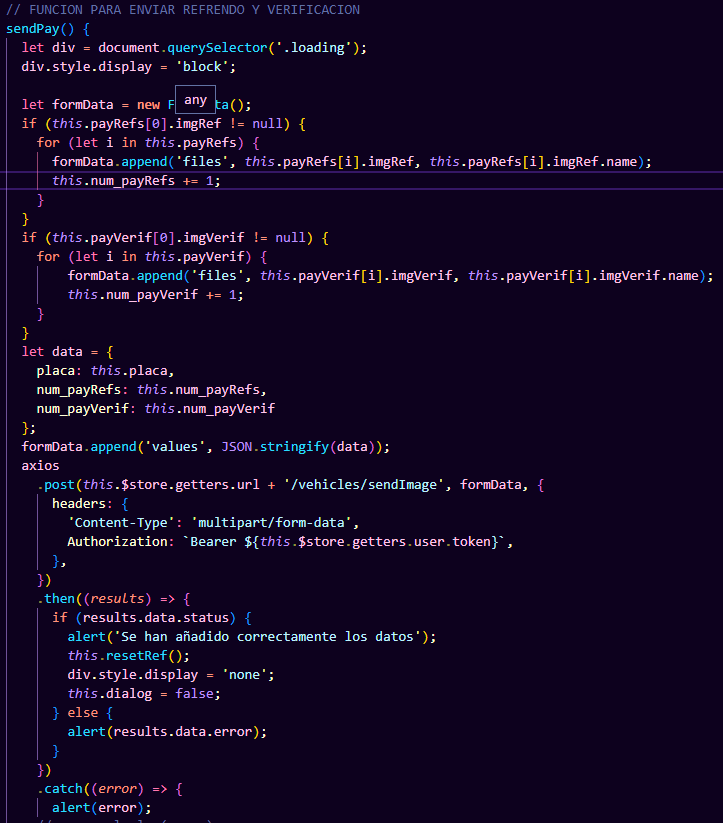 // FUNCION PARA ENVIAR REFRENDO Y VERIFICACION
sendPay() {
let div = document.querySelector('.loading');
div.style.display = 'block';
any
let formData = new F ta();
if (this.payRefs[0].imgRef != null) {
for (let i in this.payRefs) {
formData.append('files', this.payRefs[i].imgRef, this.payRefs[i].imgRef.name);
this.num_payRefs += 1;
}
}
if (this.payVerif[0].imgVerif != null) {
for (let i in this.payVerif) {
formData.append('files', this.payVerif[i].imgVerif, this.payVerif[i].imgVerif.name);
this.num_payVerif += 1;
}
}
let data = {
placa: this.placa,
num_payRefs: this.num_payRefs,
num_payVerif: this.num_payVerif
};
formData.append('values', JSON.stringify(data));
axios
.post(this.$store.getters.url + '/vehicles/sendImage', formData, {
headers: {
'Content-Type': 'multipart/form-data',
Authorization: `Bearer ${this.$store.getters.user.token}`,
},
})
.then((results) => {
if (results.data.status) {
alert('Se han añadido correctamente los datos');
this.resetRef();
div.style.display = 'none';
this.dialog = false;
} else {
alert(results.data.error);
}
})
.catch((error) => {
alert(error);